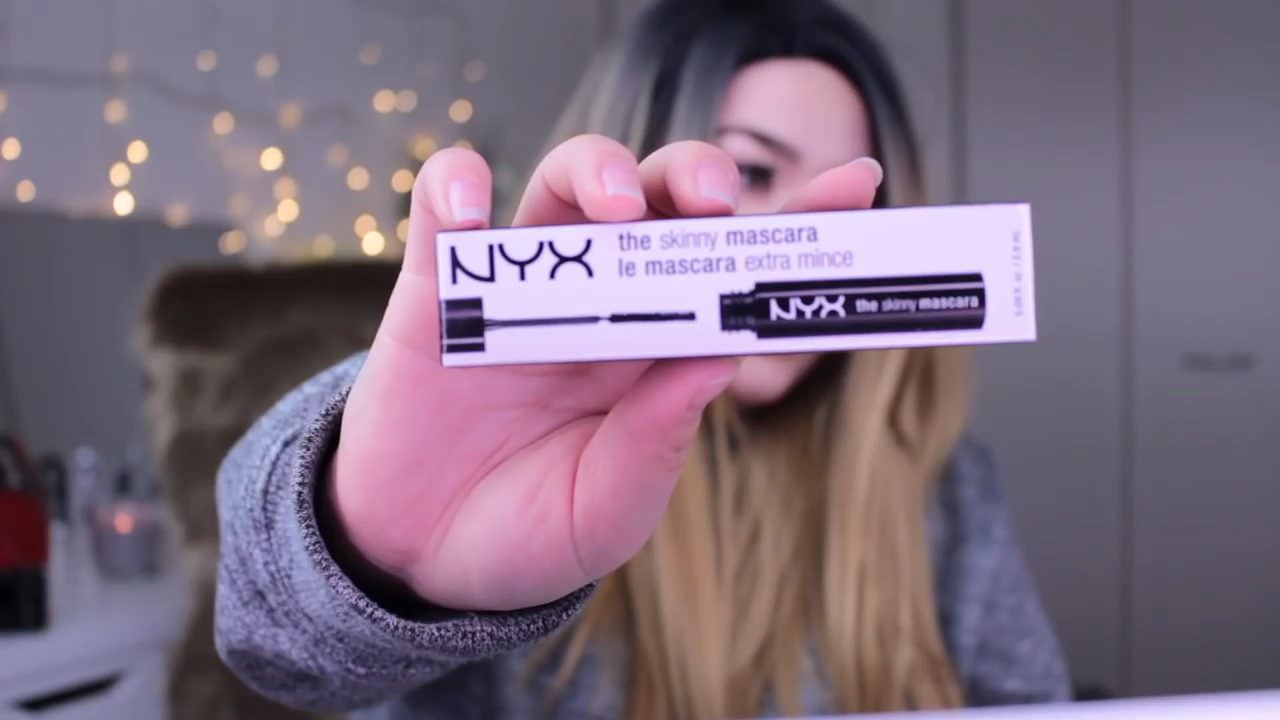 NYX
the skinny mascara
le mascara extra mince
NYX the skinny mascara